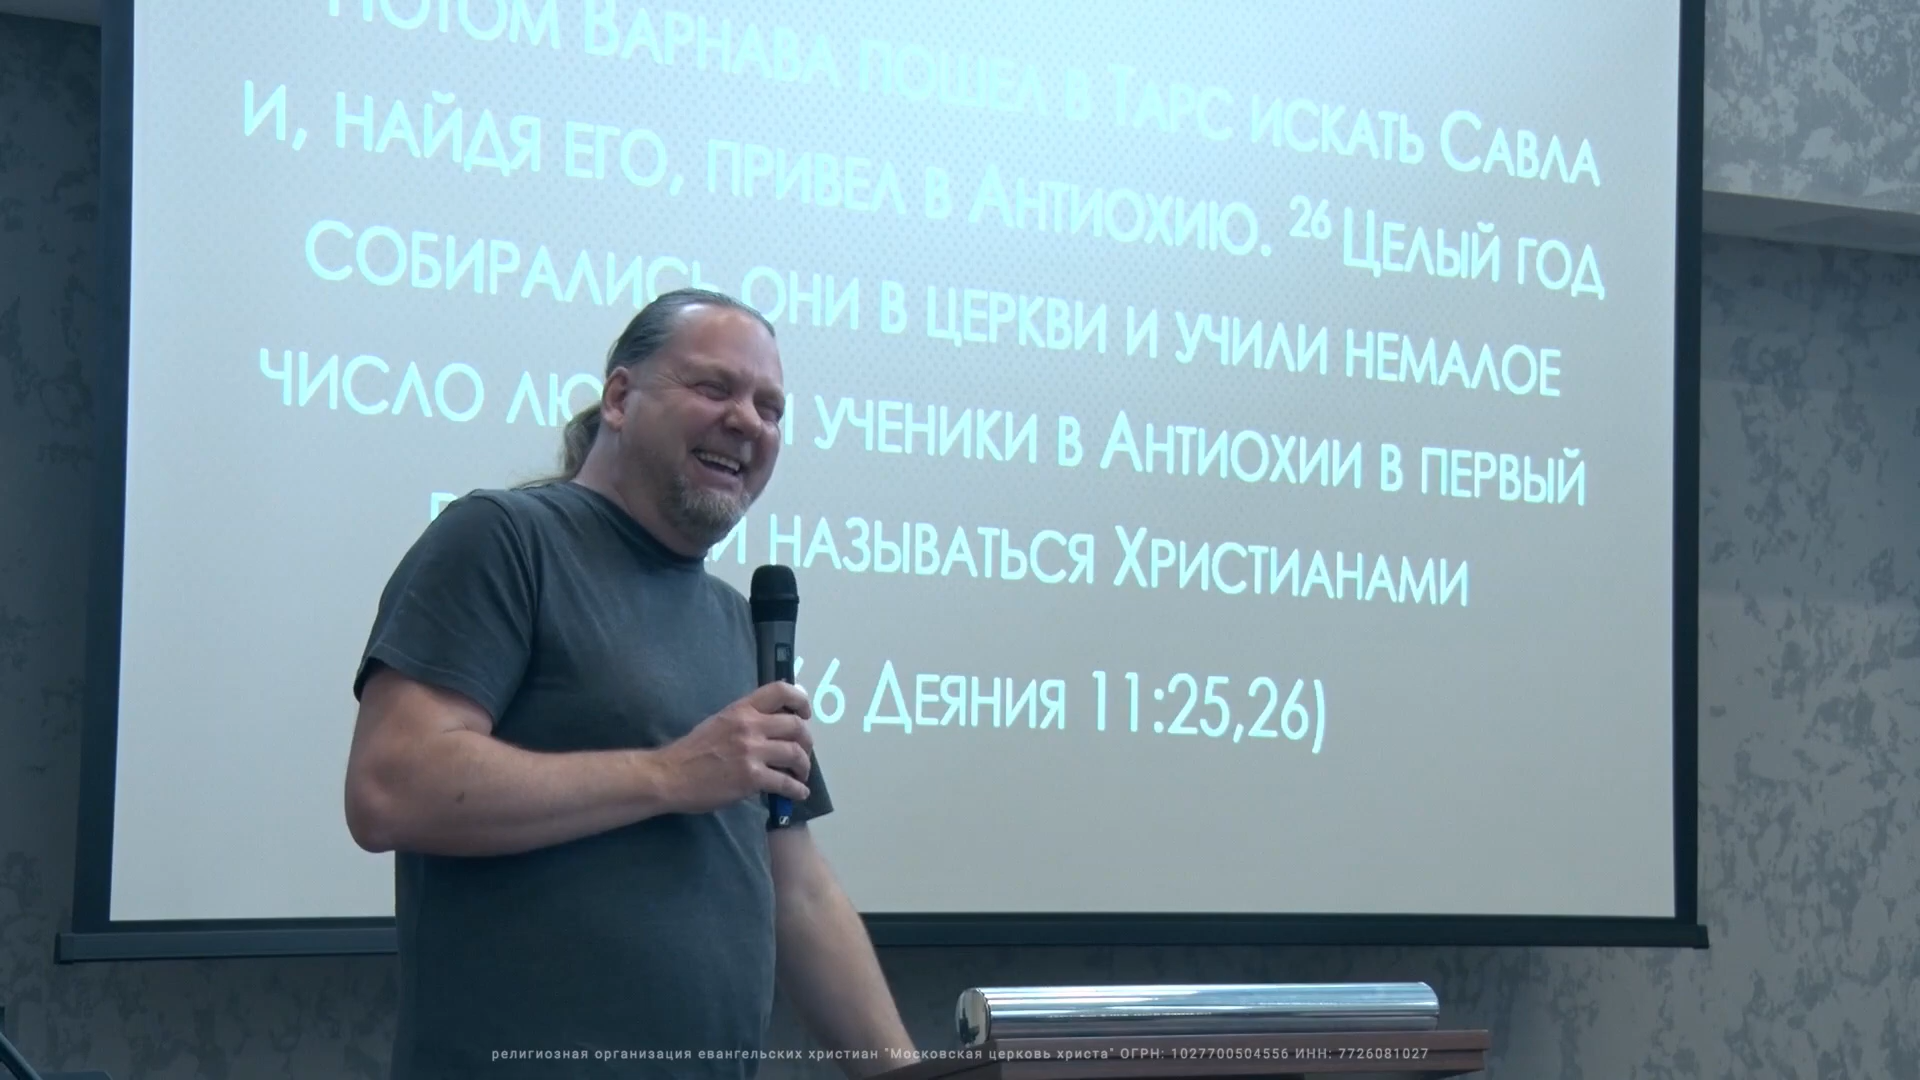 Потом Варнава пошел в Тарс искать Савла
и, найдя его, привел в Антиохию. 26 Целый год
собирались они в церкви и учили немалое
число и ученики в Антиохии в первый
называться Христианами
Деяния 11:25,26)
религиозная организация евангельских христиан "Московская церковь христа" ОГРН: 1027700504556 ИНН: 7726081027